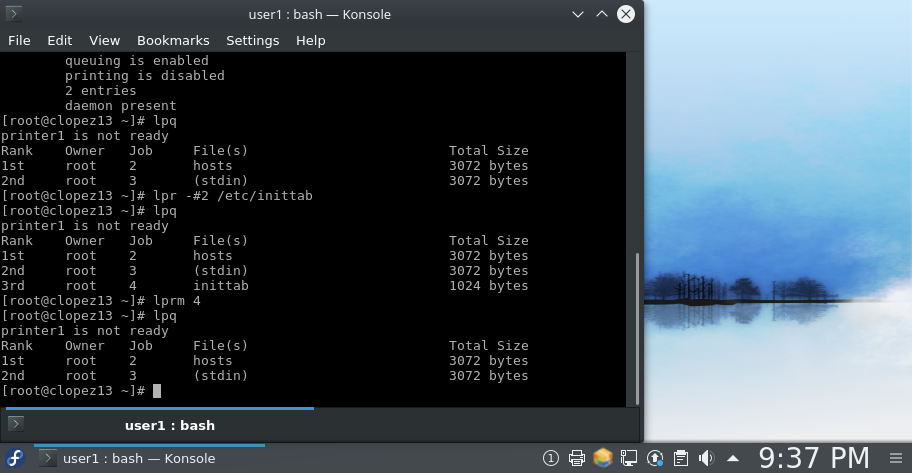 user1 : bash — Konsole
File Edit View Bookmarks Settings Help
queuing is enabled
printing is disabled
2 entries
daemon present
[root@clopez13 ~]# lpq
printer1 is not ready
Rank Owner Job File(s) Total Size
1st root 2 hosts 3072 bytes
2nd root 3 (stdin) 3072 bytes
[root@clopez13 ~]# lpr -#2 /etc/inittab
[root@clopez13 ~]# lpq
printer1 is not ready
Rank Owner Job File(s) Total Size
1st root 2 hosts 3072 bytes
2nd root 3 (stdin) 3072 bytes
3rd root 4 inittab 1024 bytes
[root@clopez13 ~]# lprm 4
[root@clopez13 ~]# lpq
printer1 is not ready
Rank Owner Job File(s) Total Size
1st root 2 hosts 3072 bytes
2nd root 3 (stdin) 3072 bytes
[root@clopez13 ~]#
user1 : bash
user1 : bash — Konsole
1
9:37 PM